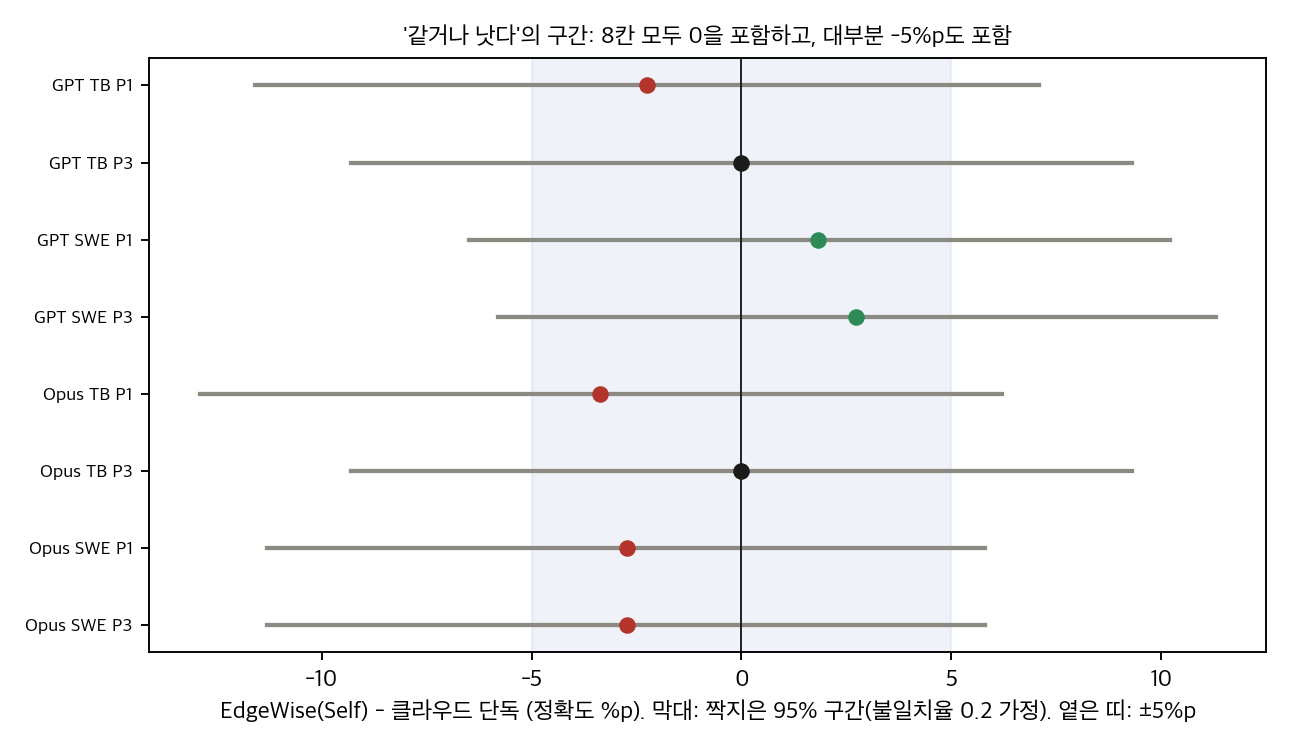 '같거나 낫다'의 구간: 8칸 모두 0을 포함하고, 대부분 -5%p도 포함
GPT TB P1
GPT TB P3
GPT SWE P1
GPT SWE P3
Opus TB P1
Opus TB P3
Opus SWE P1
Opus SWE P3
-10 -5 0 5 10
EdgeWise(Self) - 클라우드 단독 (정확도 %p). 막대: 짝지은 95% 구간(불일치율 0.2 가정). 옅은 띠: ±5%p